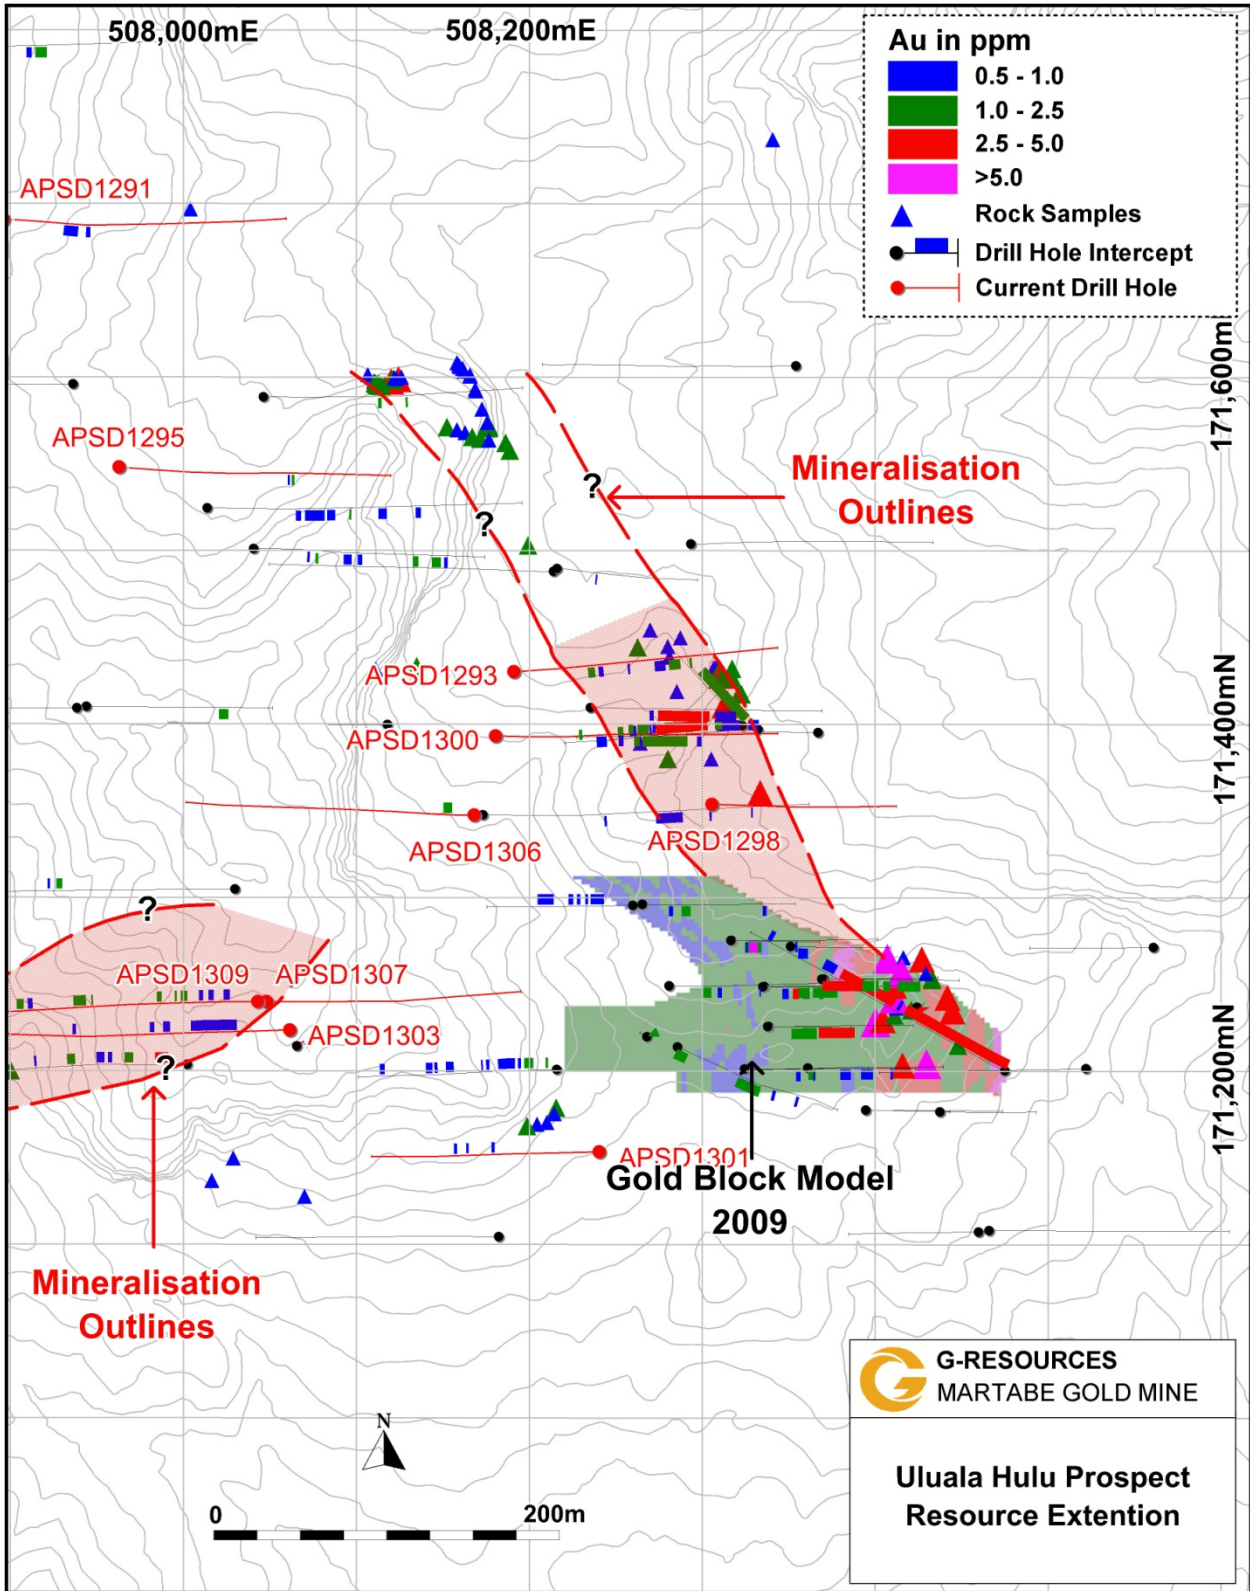 508,000mE
508,200mE
Au in ppm
0.5 - 1.0
1.0 - 2.5
2.5 - 5.0
>5.0
Rock Samples
Drill Hole Intercept
Current Drill Hole
APSD1291
171,600m
APSD1295
Mineralisation
Outlines
?
?
APSD1293
APSD1300
171,400mN
APSD1298
APSD1306
?
APSD1309
APSD1307
APSD1303
?
171,200mN
APSD1301
Gold Block Model
2009
Mineralisation
Outlines
G-RESOURCES
MARTABE GOLD MINE
N
0
200m
Uluala Hulu Prospect
Resource Extention